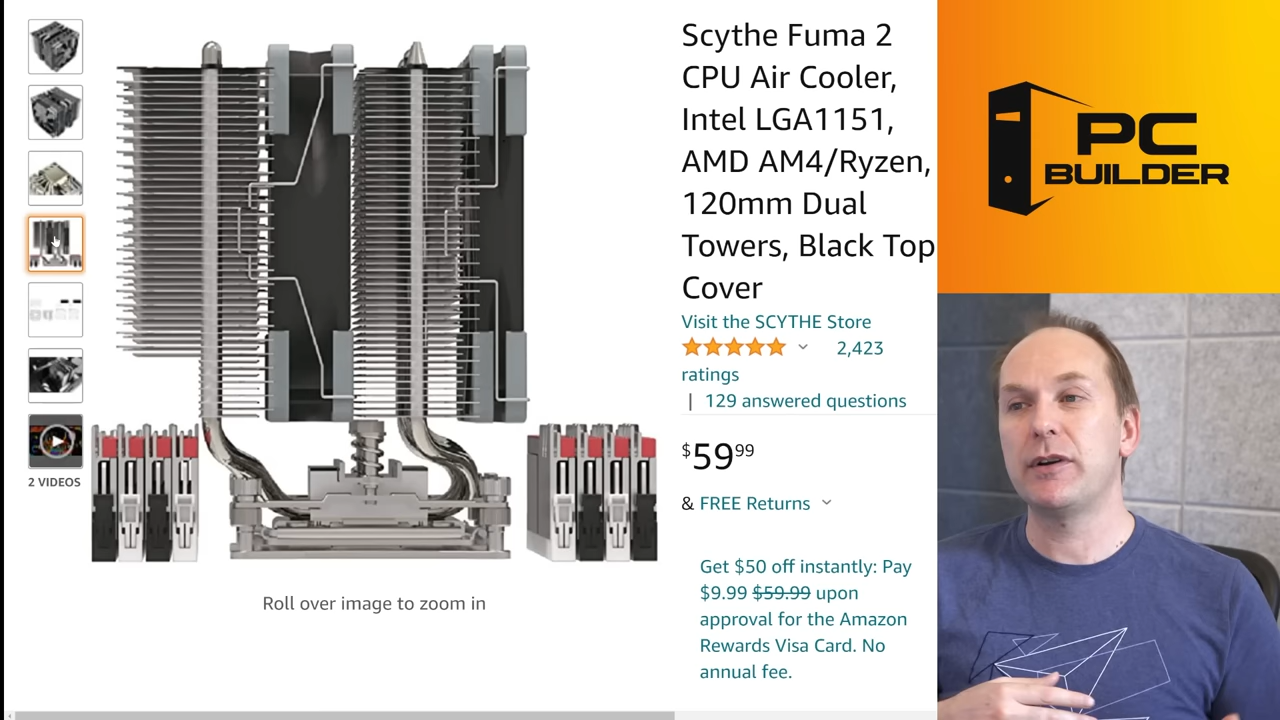 Scythe Fuma 2
CPU Air Cooler,
Intel LGA1151,
AMD AM4/Ryzen,
120mm Dual
Towers, Black Top
Cover
Visit the SCYTHE Store
2,423
ratings
| 129 answered questions
$59 99
& FREE Returns
Get $50 off instantly: Pay
$9.99 $59.99 upon
approval for the Amazon
Rewards Visa Card. No
annual fee.
2 VIDEOS
Roll over image to zoom in
PC
BUILDER